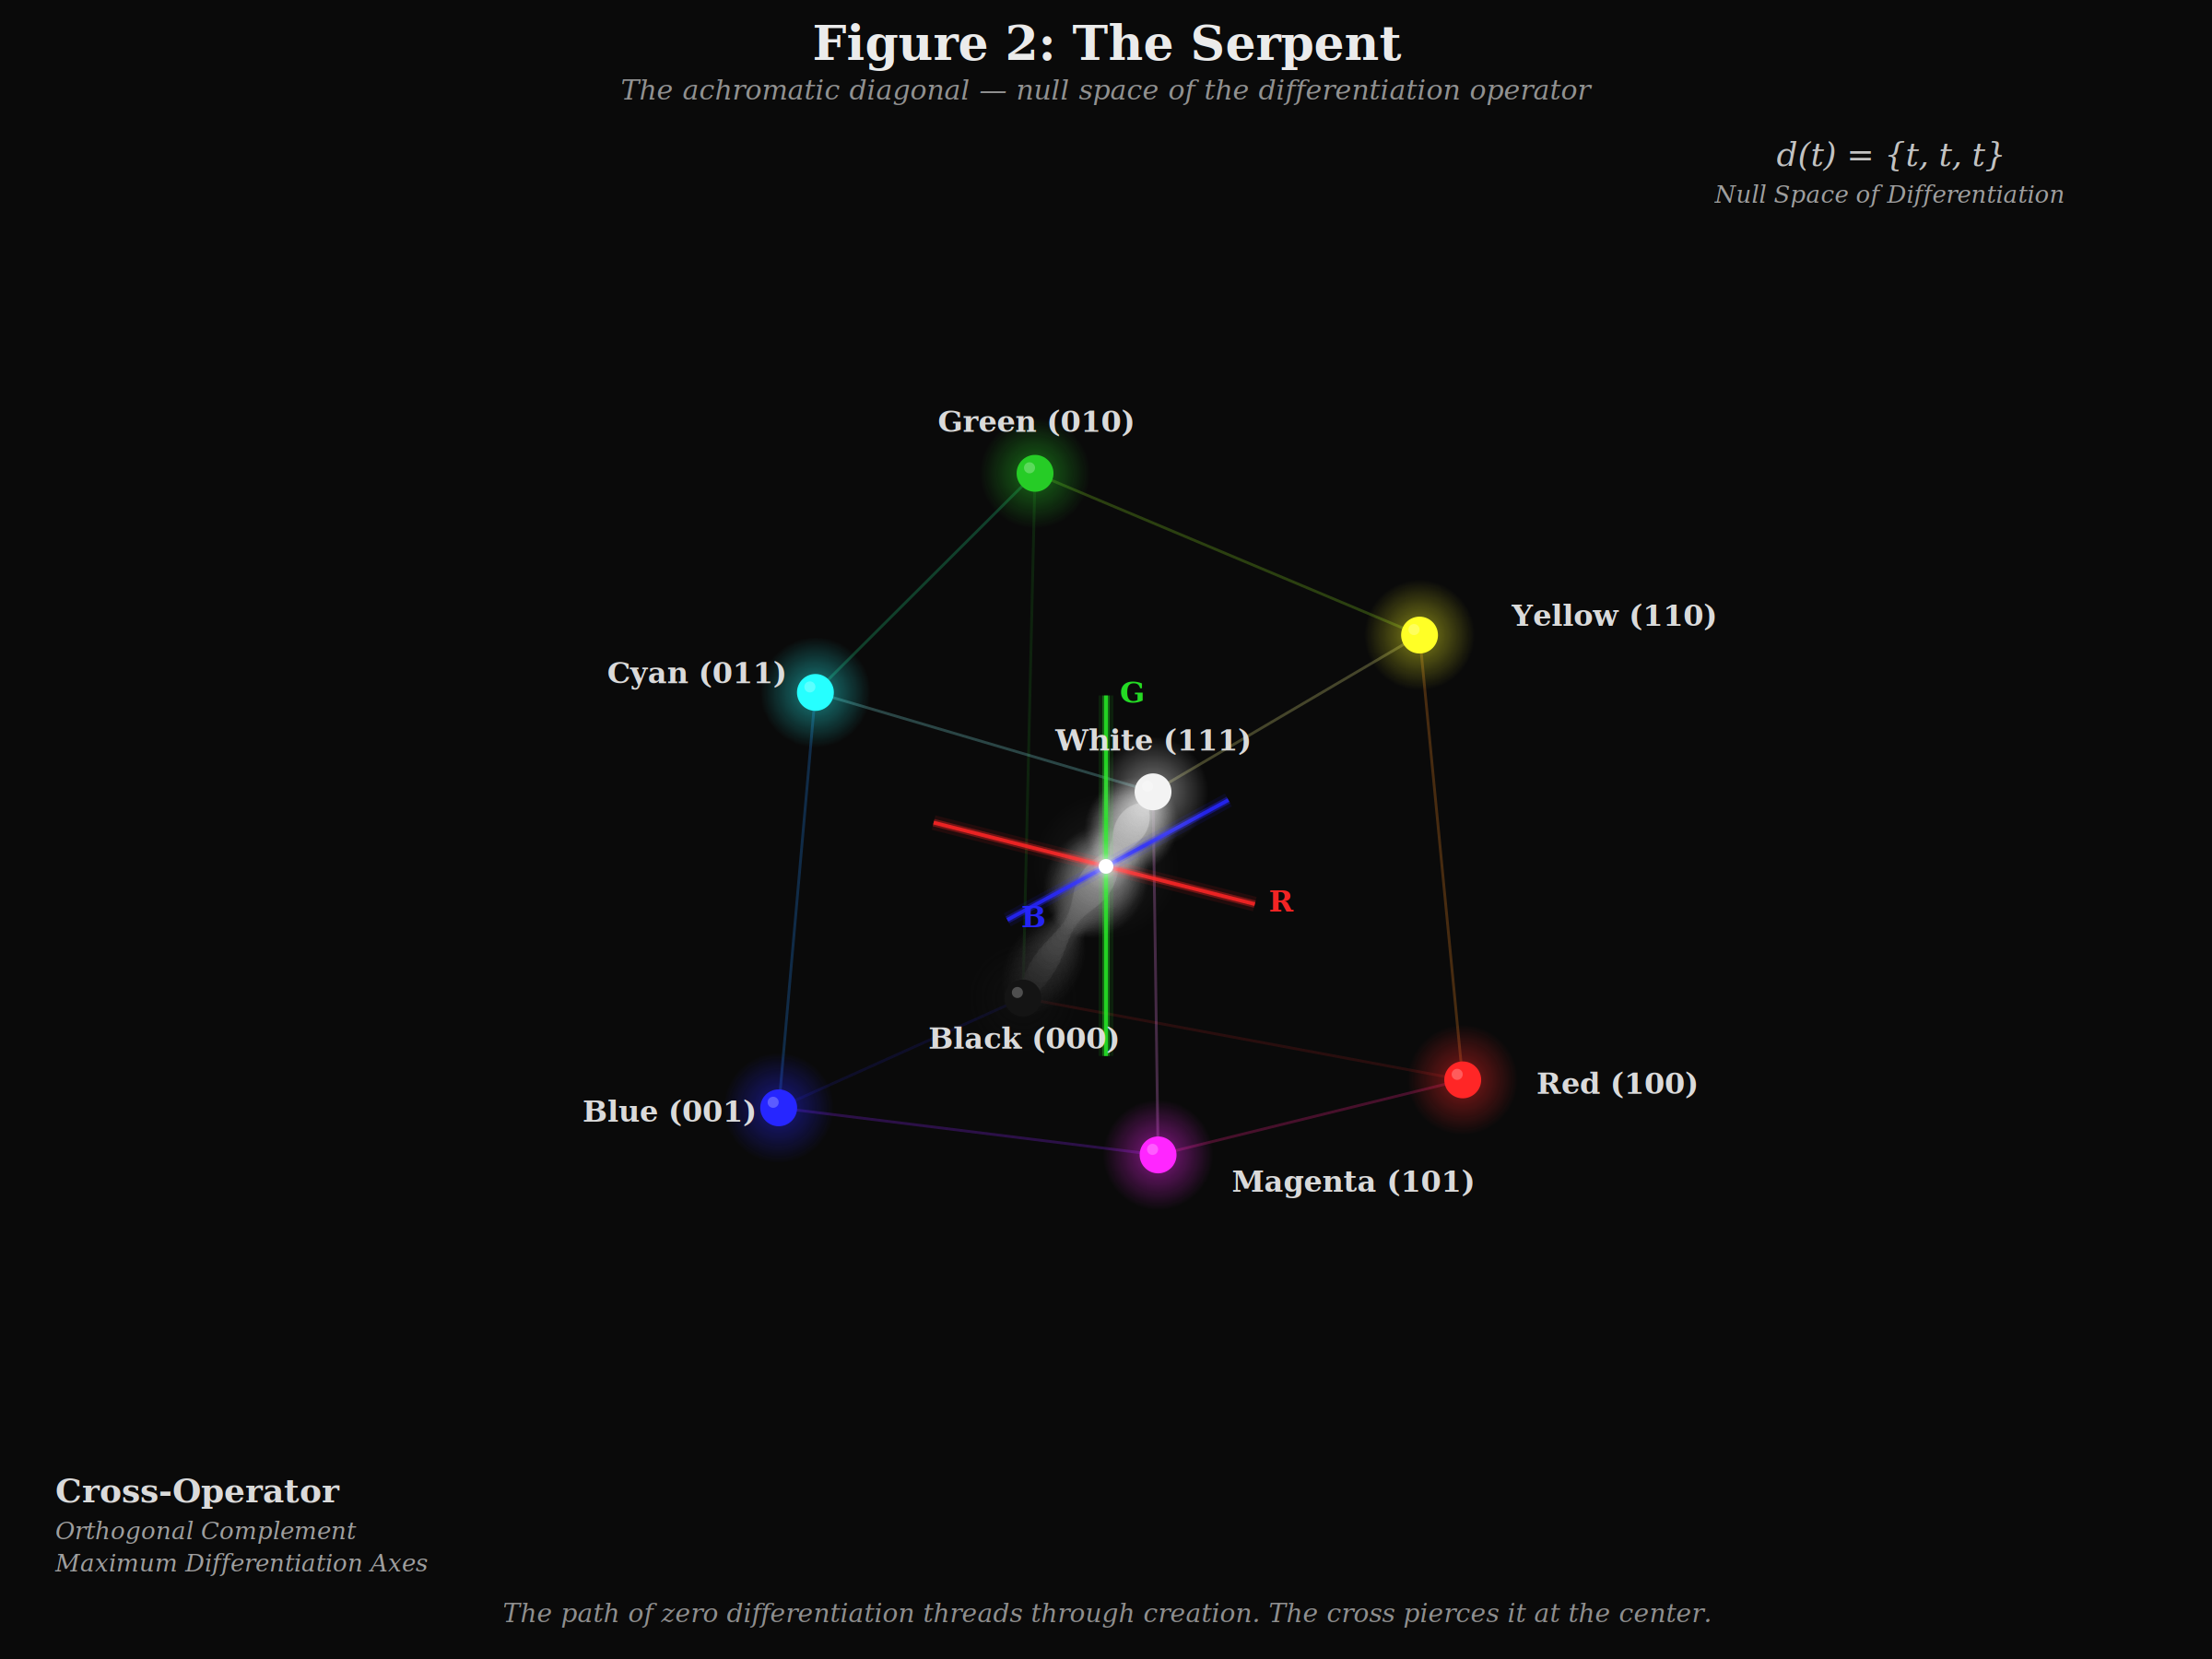 Figure 2: The Serpent
The achromatic diagonal — null space of the differentiation operator
d(t) = {t, t, t}
Null Space of Differentiation
Green (010)
Yellow (110)
Cyan (011)
G
White (111)
R
B
Black (000)
Red (100)
Blue (001)
Magenta (101)
Cross-Operator
Orthogonal Complement
Maximum Differentiation Axes
The path of zero differentiation threads through creation. The cross pierces it at the center.